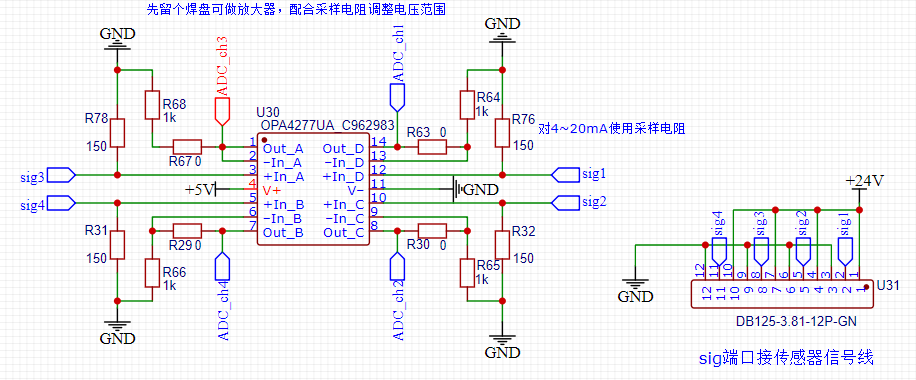 先留个焊盘可做放大器，配合采样电阻调整电压范围
GND
GND
ADC_ch3
ADC_ch1
R68
1k
R64
1k
R78
150
U30
OPA4277UA_C962983
R76
150
对4~20mA使用采样电阻
R67 0
R63 0
1 Out_A Out_D 14
2 -In_A -In_D 13
3 +In_A +In_D 12
4 V+ V- 11
5 +In_B +In_C 10
6 -In_B -In_C 9
7 Out_B Out_C 8
sig3
sig1
+5V
GND
sig4
sig2
+24V
R31
150
R29 0
R30 0
R32
150
R66
1k
R65
1k
ADC_ch4
ADC_ch2
GND
GND
sig4 sig3 sig2 sig1
GND
12 11 10 9 8 7 6 5 4 3 2 1
12 11 10 9 8 7 6 5 4 3 2 1
U31
DB125-3.81-12P-GN
sig端口接传感器信号线